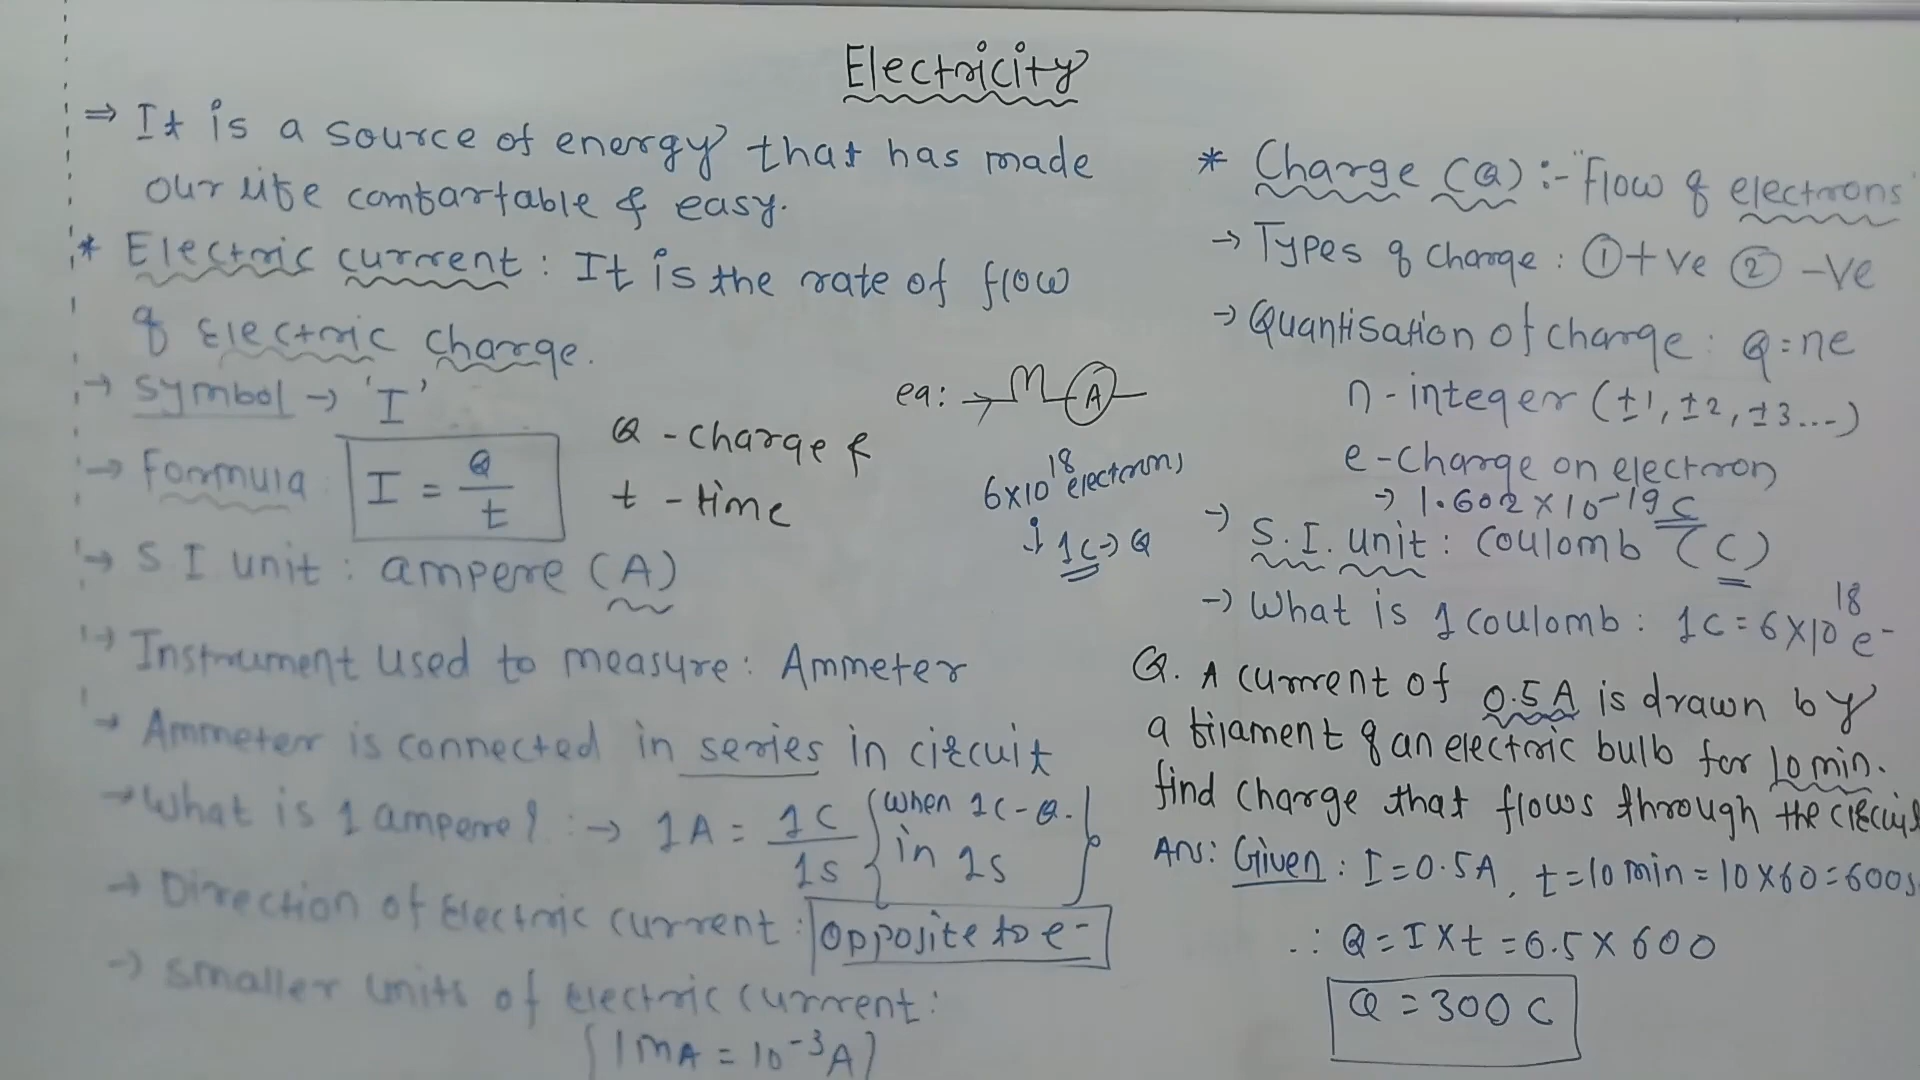 Electricity
⇒ It is a source of energy that has made
our life comfortable & easy.
* Electric current : It is the rate of flow
of Electric charge.
→ symbol → 'I'
→ Formula : I = Q/t
Q - charge &
t - time
→ S I unit : ampere (A)
→ Instrument used to measure : Ammeter
→ Ammeter is connected in series in circuit
→ What is 1 ampere? : → 1A = 1C/1s {when 1C-Q. in 1s}
→ Direction of Electric current : opposite to e-
→ smaller units of electric current :
{1mA = 10⁻³A}
eg: → A
6×10¹⁸ electrons
↓ 1C → Q
* Charge (Q) :- "Flow of electrons"
→ Types of charge : ① +ve ② -ve
→ Quantisation of charge : Q = ne
n - integer (±1, ±2, ±3...-)
e - charge on electron
→ 1.602 × 10⁻¹⁹ C
→ S.I. unit : Coulomb (C)
→ What is 1 coulomb : 1C = 6×10¹⁸ e-
Q. A current of 0.5A is drawn by
a filament of an electric bulb for 10 min.
find charge that flows through the circuit
Ans: Given : I = 0.5A, t = 10 min = 10 × 60 = 600s
∴ Q = I × t = 0.5 × 600
Q = 300 C